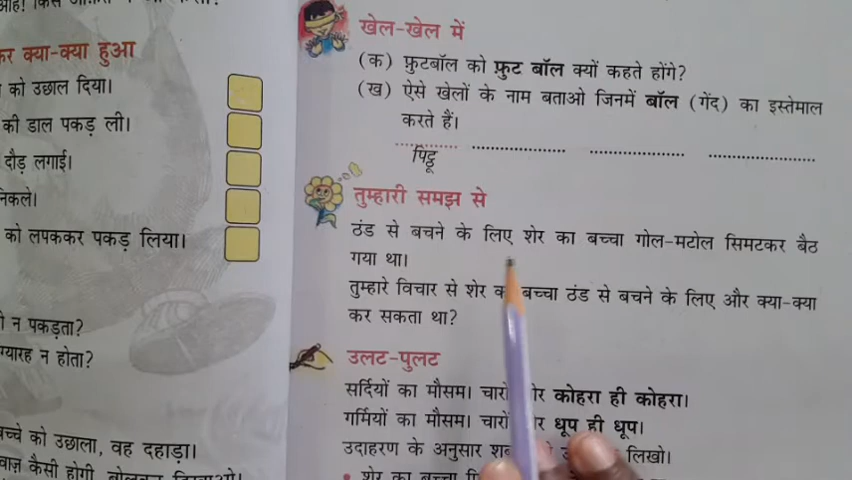 कर क्या-क्या हुआ
को उछाल दिया।
की डाल पकड़ ली।
दौड़ लगाई।
निकले।
को लपककर पकड़ लिया।
न पकड़ता?
ग्यारह न होता?
बच्चे को उछाला, वह दहाड़ा।
कैसी होगी
खेल-खेल में
(क) फ़ुटबॉल को फ़ुट बॉल क्यों कहते होंगे?
(ख) ऐसे खेलों के नाम बताओ जिनमें बॉल (गेंद) का इस्तेमाल
करते हैं।
पिट्ठू
तुम्हारी समझ से
ठंड से बचने के लिए शेर का बच्चा गोल-मटोल सिमटकर बैठ
गया था।
तुम्हारे विचार से शेर का बच्चा ठंड से बचने के लिए और क्या-क्या
कर सकता था?
उलट-पुलट
सर्दियों का मौसम। कोहरा ही कोहरा।
गर्मियों का मौसम। धूप ही धूप।
उदाहरण के अनुसार लिखो।
• शेर का बच्चा